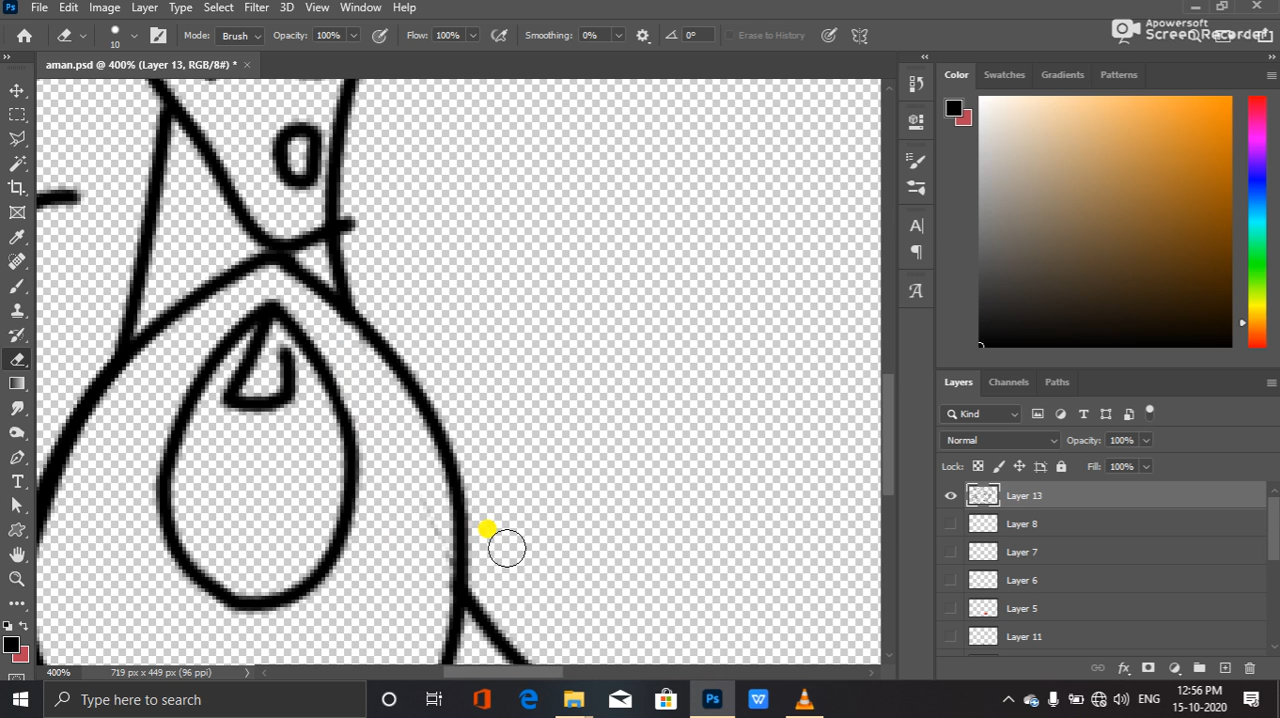 Ps File Edit Image Layer Type Select Filter 3D View Window Help
Apowersoft
Screen Recorder
10 Mode: Brush Opacity: 100% Flow: 100% Smoothing: 0% 0° Erase to History
aman.psd @ 400% (Layer 13, RGB/8#) * ×
Color Swatches Gradients Patterns
Layers Channels Paths
Kind
Normal Opacity: 100%
Lock: Fill: 100%
Layer 13
Layer 8
Layer 7
Layer 6
Layer 5
Layer 11
400% 719 px x 449 px (96 ppi)
fx
Type here to search
Ps
W
ENG
12:56 PM
15-10-2020